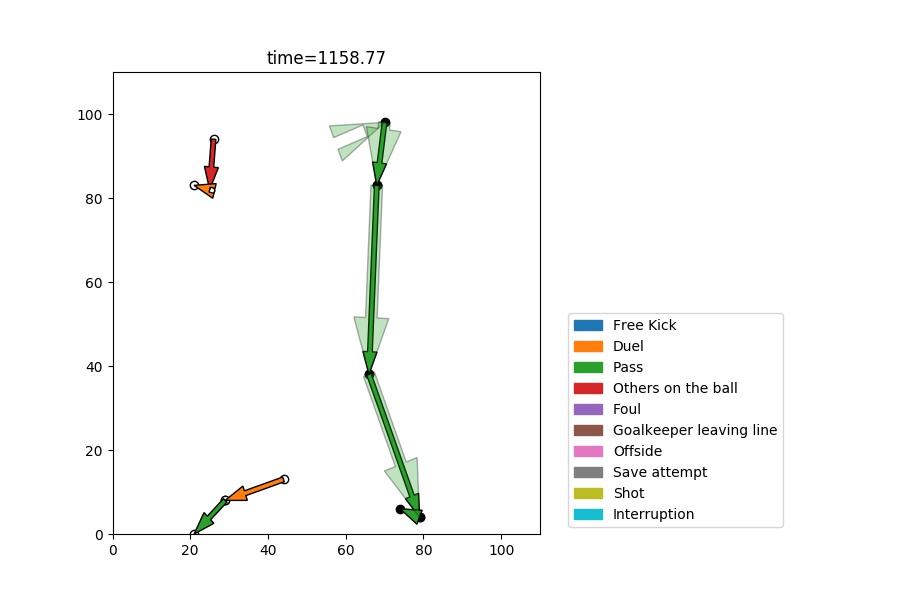 time=1158.77
100
80
60
40
20
0
0 20 40 60 80 100
Free Kick
Duel
Pass
Others on the ball
Foul
Goalkeeper leaving line
Offside
Save attempt
Shot
Interruption